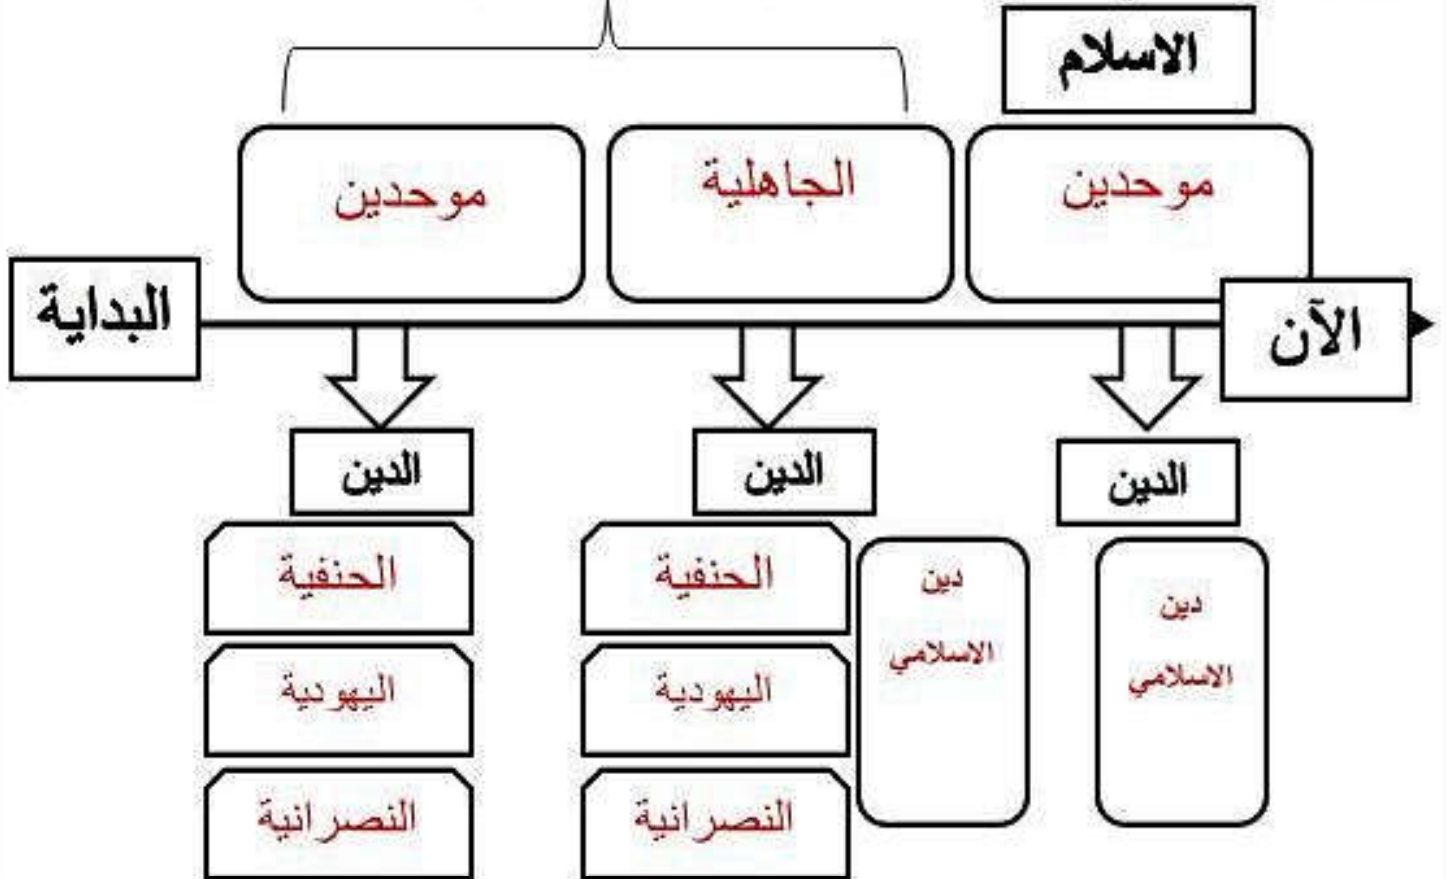 الاسلام
موحدين
الجاهلية
موحدين
البداية
الآن
الدين
الدين
الدين
الحنفية
اليهودية
النصرانية
الحنفية
اليهودية
النصرانية
دين
الاسلامي
دين
الاسلامي